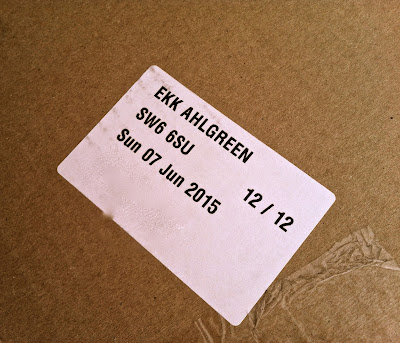 EKK AHLGREEN
SW6 6SU
Sun 07 Jun 2015
12 / 12